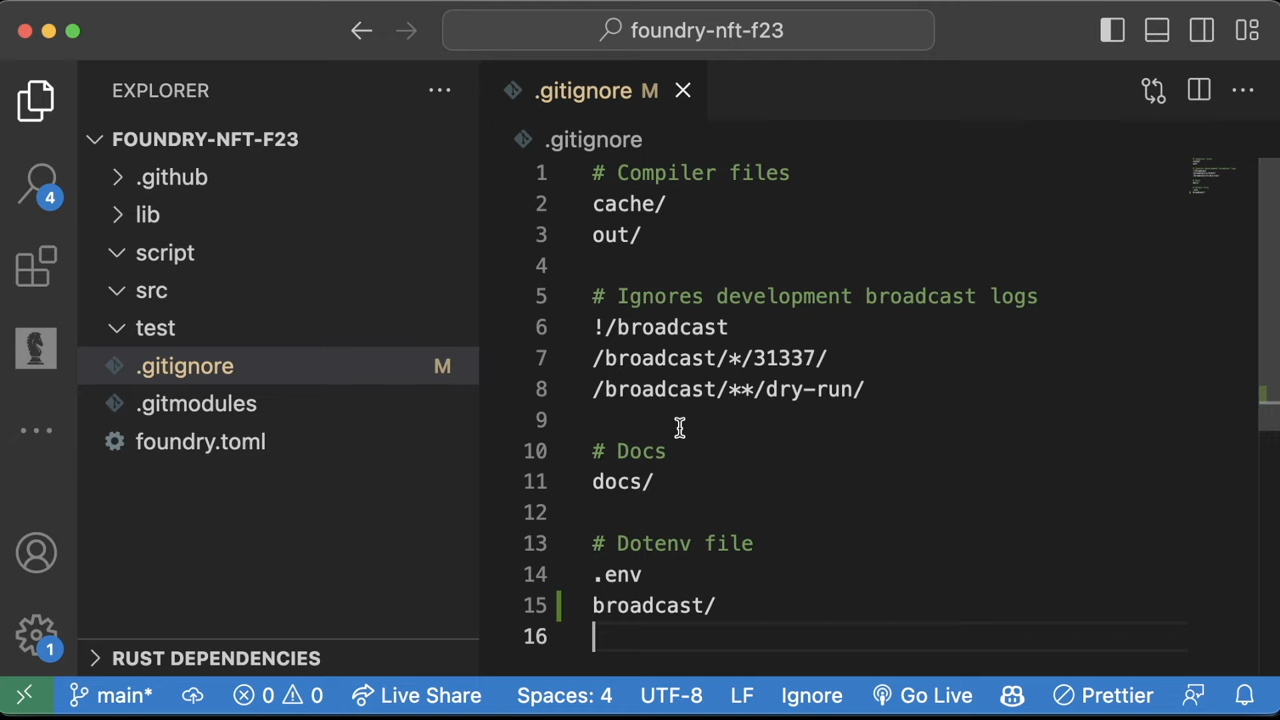 foundry-nft-f23
EXPLORER
.gitignore M
FOUNDRY-NFT-F23
.github
lib
script
src
test
.gitignore M
.gitmodules
foundry.toml
RUST DEPENDENCIES
4
1
.gitignore
1 # Compiler files
2 cache/
3 out/
4
5 # Ignores development broadcast logs
6 !/broadcast
7 /broadcast/*/31337/
8 /broadcast/**/dry-run/
9
10 # Docs
11 docs/
12
13 # Dotenv file
14 .env
15 broadcast/
16
main* 0 0 Live Share Spaces: 4 UTF-8 LF Ignore Go Live Prettier